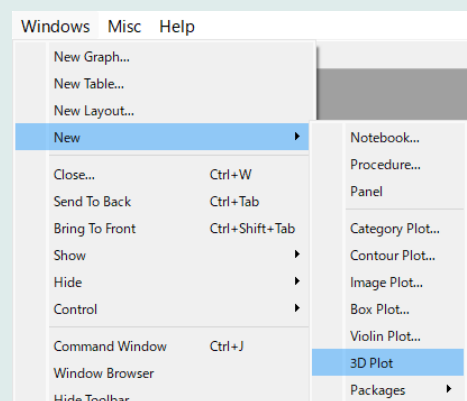 Windows Misc Help
New Graph...
New Table...
New Layout...
New
Close... Ctrl+W
Send To Back Ctrl+Tab
Bring To Front Ctrl+Shift+Tab
Show
Hide
Control
Command Window Ctrl+J
Window Browser
Hide Toolbar
Notebook...
Procedure...
Panel
Category Plot...
Contour Plot...
Image Plot...
Box Plot...
Violin Plot...
3D Plot
Packages